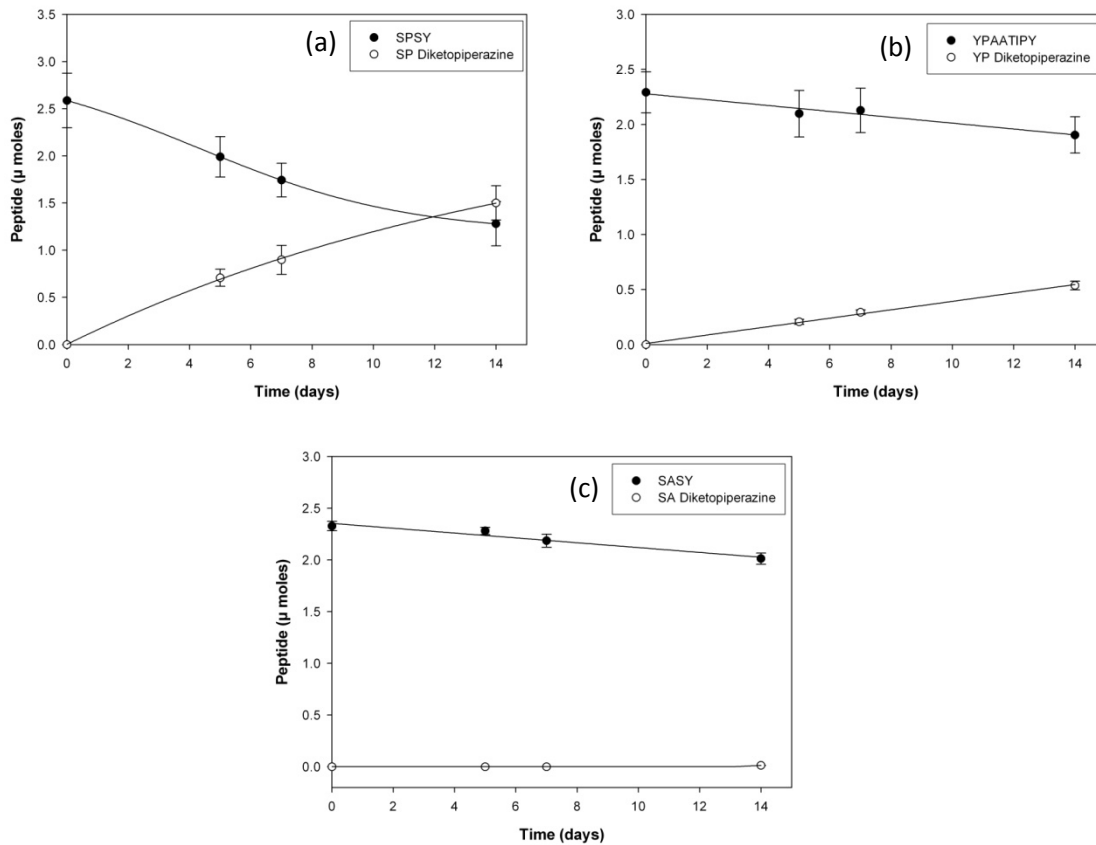 (a)
SPSY
SP Diketopiperazine
Peptide (µ moles)
3.5
3.0
2.5
2.0
1.5
1.0
0.5
0.0
0 2 4 6 8 10 12 14
Time (days)
(b)
YPAATIPY
YP Diketopiperazine
Peptide (µ moles)
3.0
2.5
2.0
1.5
1.0
0.5
0.0
0 2 4 6 8 10 12 14
Time (days)
(c)
SASY
SA Diketopiperazine
Peptide (µ moles)
3.0
2.5
2.0
1.5
1.0
0.5
0.0
0 2 4 6 8 10 12 14
Time (days)